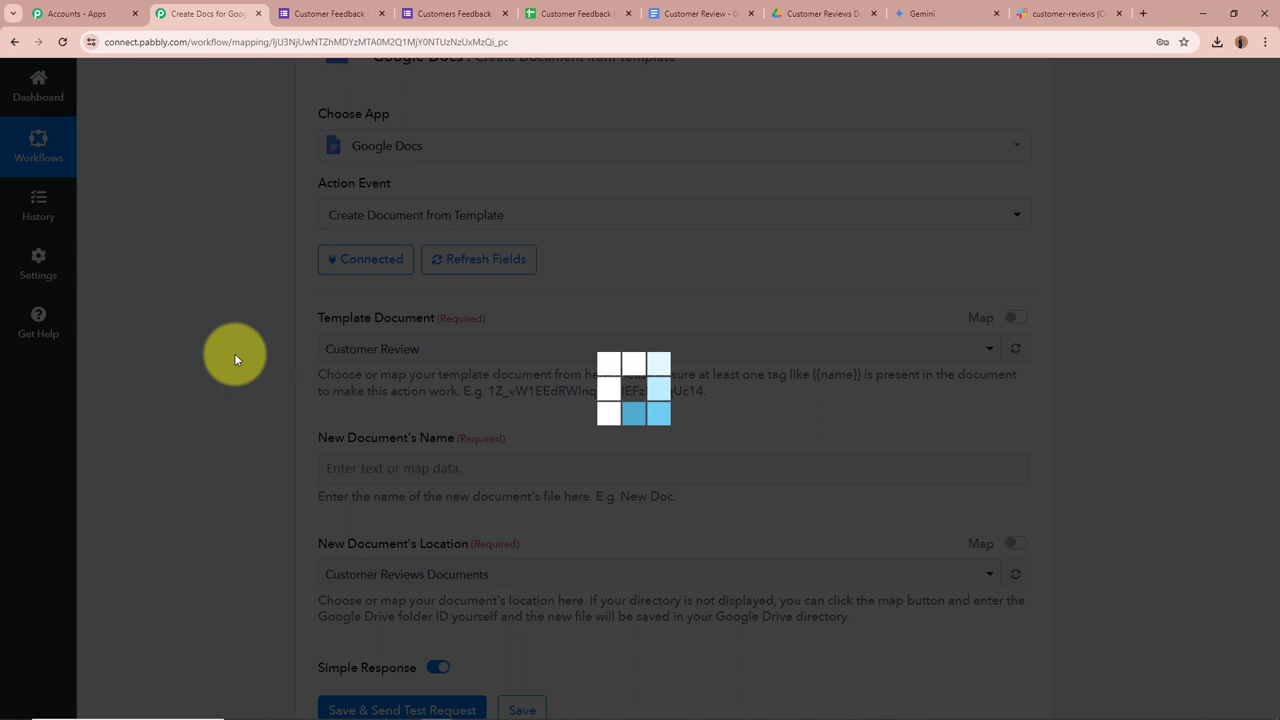 Accounts - Apps
Create Docs for Goog
Customer Feedback -
Customers Feedback
Customer Feedback (
Customer Review - G
Customer Reviews D
Gemini
customer-reviews (C
connect.pabbly.com/workflow/mapping/IjU3NjUwNTZhMDYzMTA0M2Q1MjY0NTUzNzUxMzQi_pc
Google Docs : Create Document from Template
Dashboard
Workflows
History
Settings
Get Help
Choose App
Google Docs
Action Event
Create Document from Template
Connected
Refresh Fields
Template Document (Required)
Map
Customer Review
Choose or map your template document from sure at least one tag like {{name}} is present in the document
to make this action work. E.g.
New Document's Name (Required)
Enter text or map data.
Enter the name of the new document's file here. E.g. New Doc.
New Document's Location (Required)
Map
Customer Reviews Documents
Choose or map your document's location here. If your directory is not displayed, you can click the map button and enter the
Google Drive folder ID yourself and the new file will be saved in your Google Drive directory.
Simple Response
Save & Send Test Request
Save